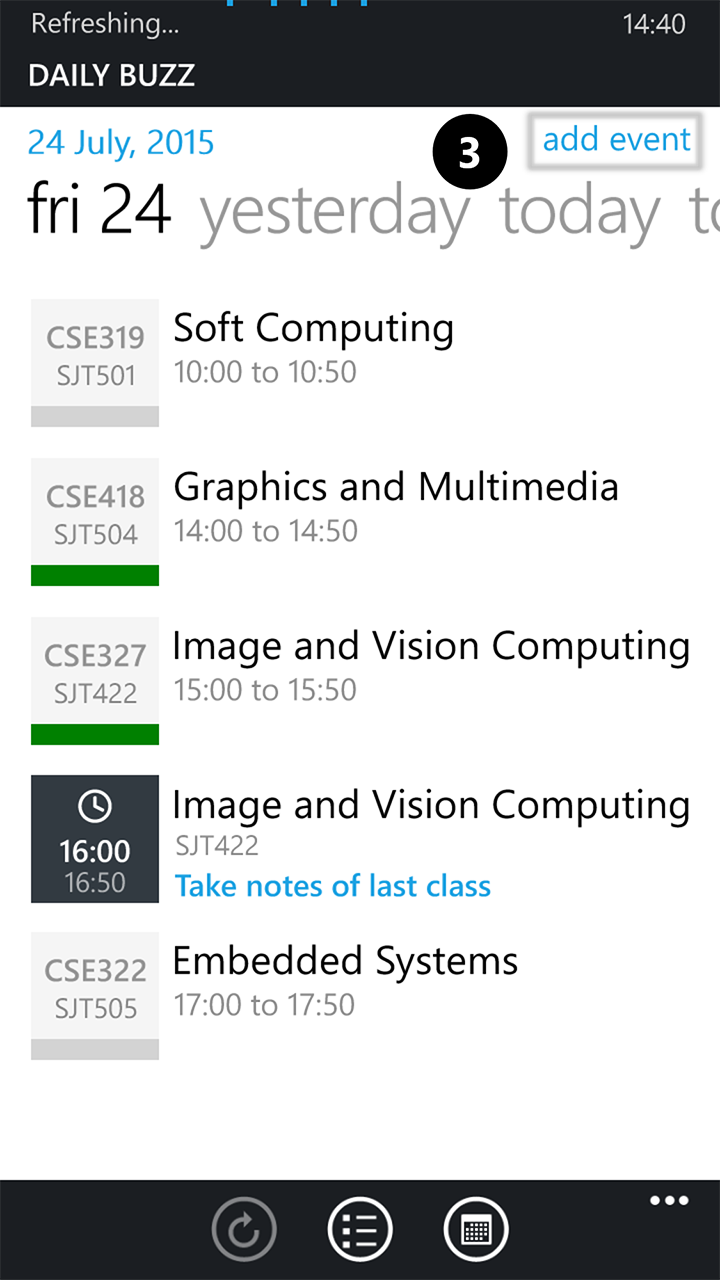 Refreshing... 14:40
DAILY BUZZ
24 July, 2015 3 add event
fri 24 yesterday today to
CSE319 Soft Computing
SJT501 10:00 to 10:50
CSE418 Graphics and Multimedia
SJT504 14:00 to 14:50
CSE327 Image and Vision Computing
SJT422 15:00 to 15:50
Image and Vision Computing
16:00 SJT422
16:50 Take notes of last class
CSE322 Embedded Systems
SJT505 17:00 to 17:50